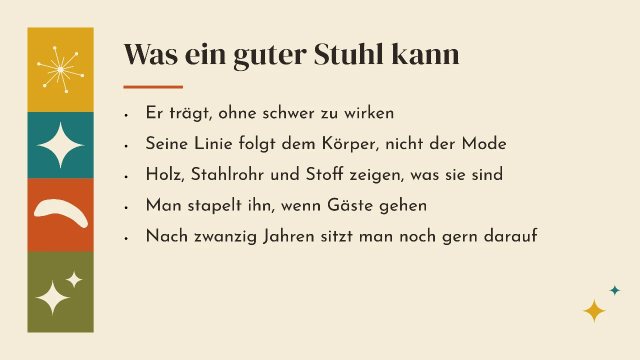 Was ein guter Stuhl kann
• Er trägt, ohne schwer zu wirken
• Seine Linie folgt dem Körper, nicht der Mode
• Holz, Stahlrohr und Stoff zeigen, was sie sind
• Man stapelt ihn, wenn Gäste gehen
• Nach zwanzig Jahren sitzt man noch gern darauf